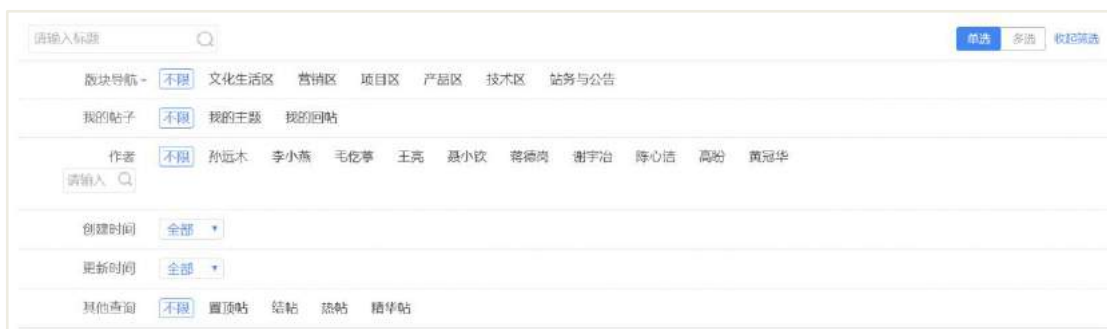 请输入标题 单选 多选 收起筛选
版块导航 不限 文化生活区 营销区 项目区 产品区 技术区 站务与公告
我的帖子 不限 我的主题 我的回帖
作者 不限 孙远木 李小燕 王亮 聂小钦 蒋德岗 谢宇冶 陈心洁 高盼 黄冠华
请输入
创建时间 全部
更新时间 全部
其他查询 不限 置顶帖 结帖 热帖 精华帖